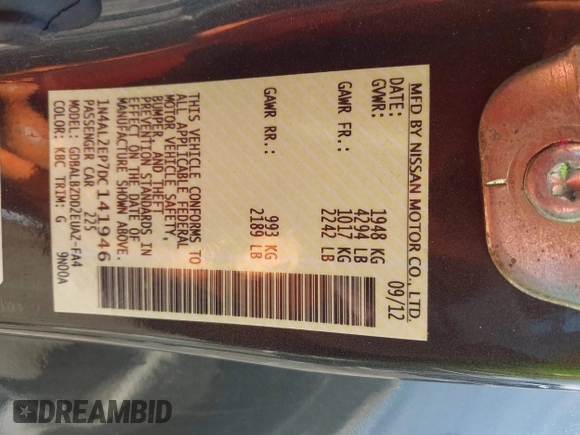 MFD BY NISSAN MOTOR CO., LTD.
DATE: 09/12
GVWR: 1948 KG
4294 LB
GAWR FR.: 1017 KG
2242 LB
GAWR RR.: 993 KG
2189 LB
THIS VEHICLE CONFORMS TO
ALL APPLICABLE FEDERAL
MOTOR VEHICLE SAFETY,
BUMPER, AND THEFT
PREVENTION STANDARDS IN
EFFECT ON THE DATE OF
MANUFACTURE SHOWN ABOVE.
1N4AL2EP7DC141946
PASSENGER CAR 225
MODEL: GDBALBZDD2EUAZ-FA4
COLOR: KBC TRIM: G 9N00A
DREAMBID